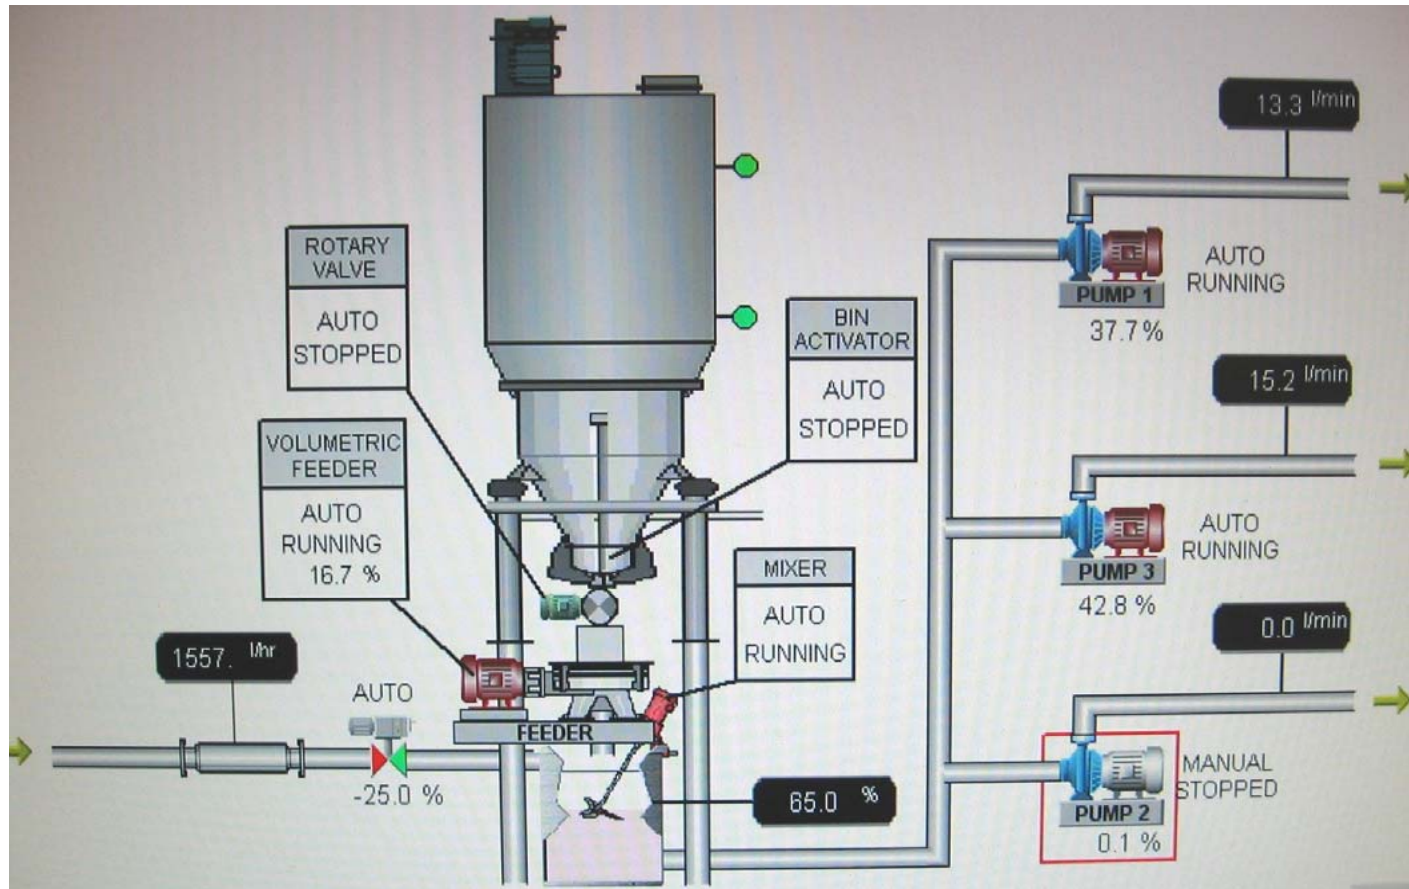 13.3 l/min
ROTARY
VALVE
AUTO
STOPPED
AUTO
RUNNING
PUMP 1
37.7 %
BIN
ACTIVATOR
AUTO
STOPPED
15.2 l/min
VOLUMETRIC
FEEDER
AUTO
RUNNING
16.7 %
AUTO
RUNNING
PUMP 3
42.8 %
MIXER
AUTO
RUNNING
0.0 l/min
1557. l/hr
AUTO
FEEDER
-25.0 %
65.0 %
MANUAL
STOPPED
PUMP 2
0.1 %